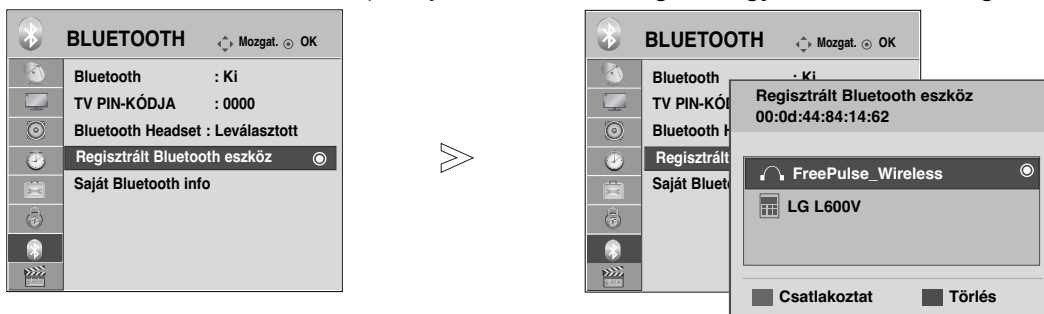 BLUETOOTH Mozgat. OK
Bluetooth : Ki
TV PIN-KÓDJA : 0000
Bluetooth Headset : Leválasztott
Regisztrált Bluetooth eszköz
Saját Bluetooth info
BLUETOOTH Mozgat. OK
Bluetooth : Ki
TV PIN-KÓD
Bluetooth H
Regisztrált
Saját Bluet
Regisztrált Bluetooth eszköz
00:0d:44:84:14:62
FreePulse_Wireless
LG L600V
Csatlakoztat Törlés